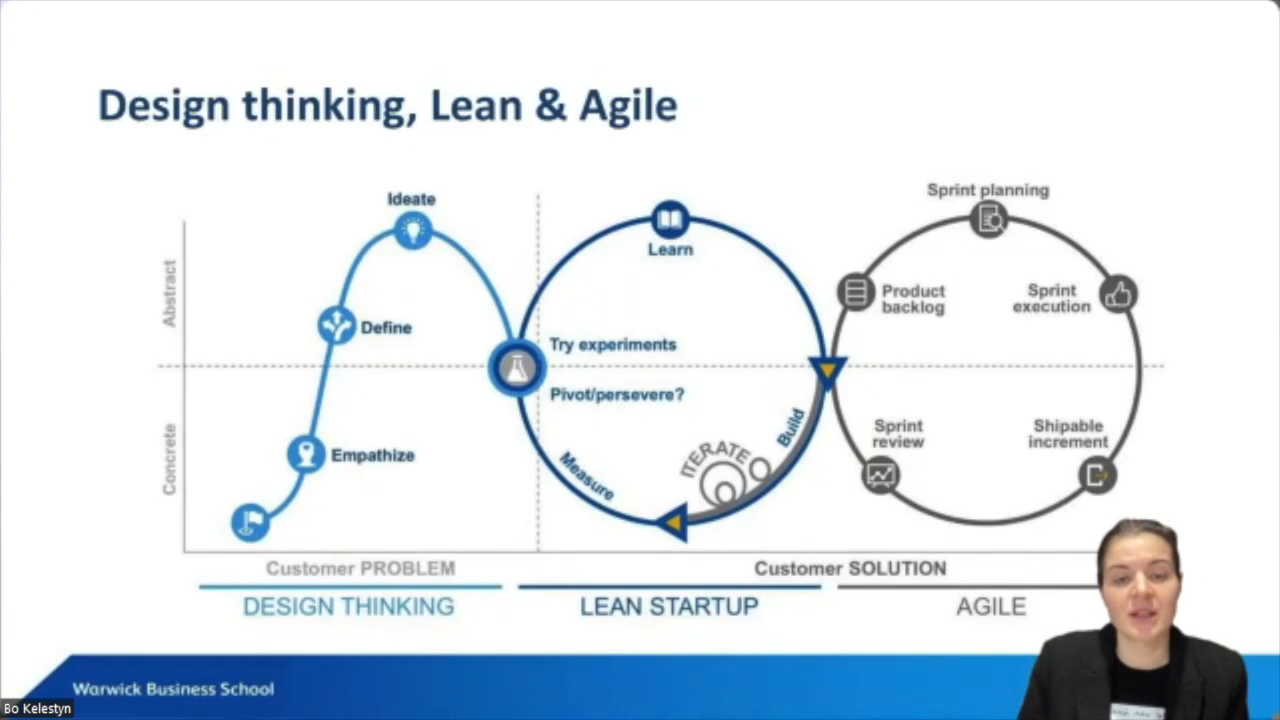 Design thinking, Lean & Agile
Abstract
Concrete
Ideate
Define
Empathize
Learn
Try experiments
Pivot/persevere?
Measure
ITERATE
Build
Sprint planning
Product
backlog
Sprint
execution
Sprint
review
Shipable
increment
Customer PROBLEM
Customer SOLUTION
DESIGN THINKING
LEAN STARTUP
AGILE
Warwick Business School
Bo Kelestyn